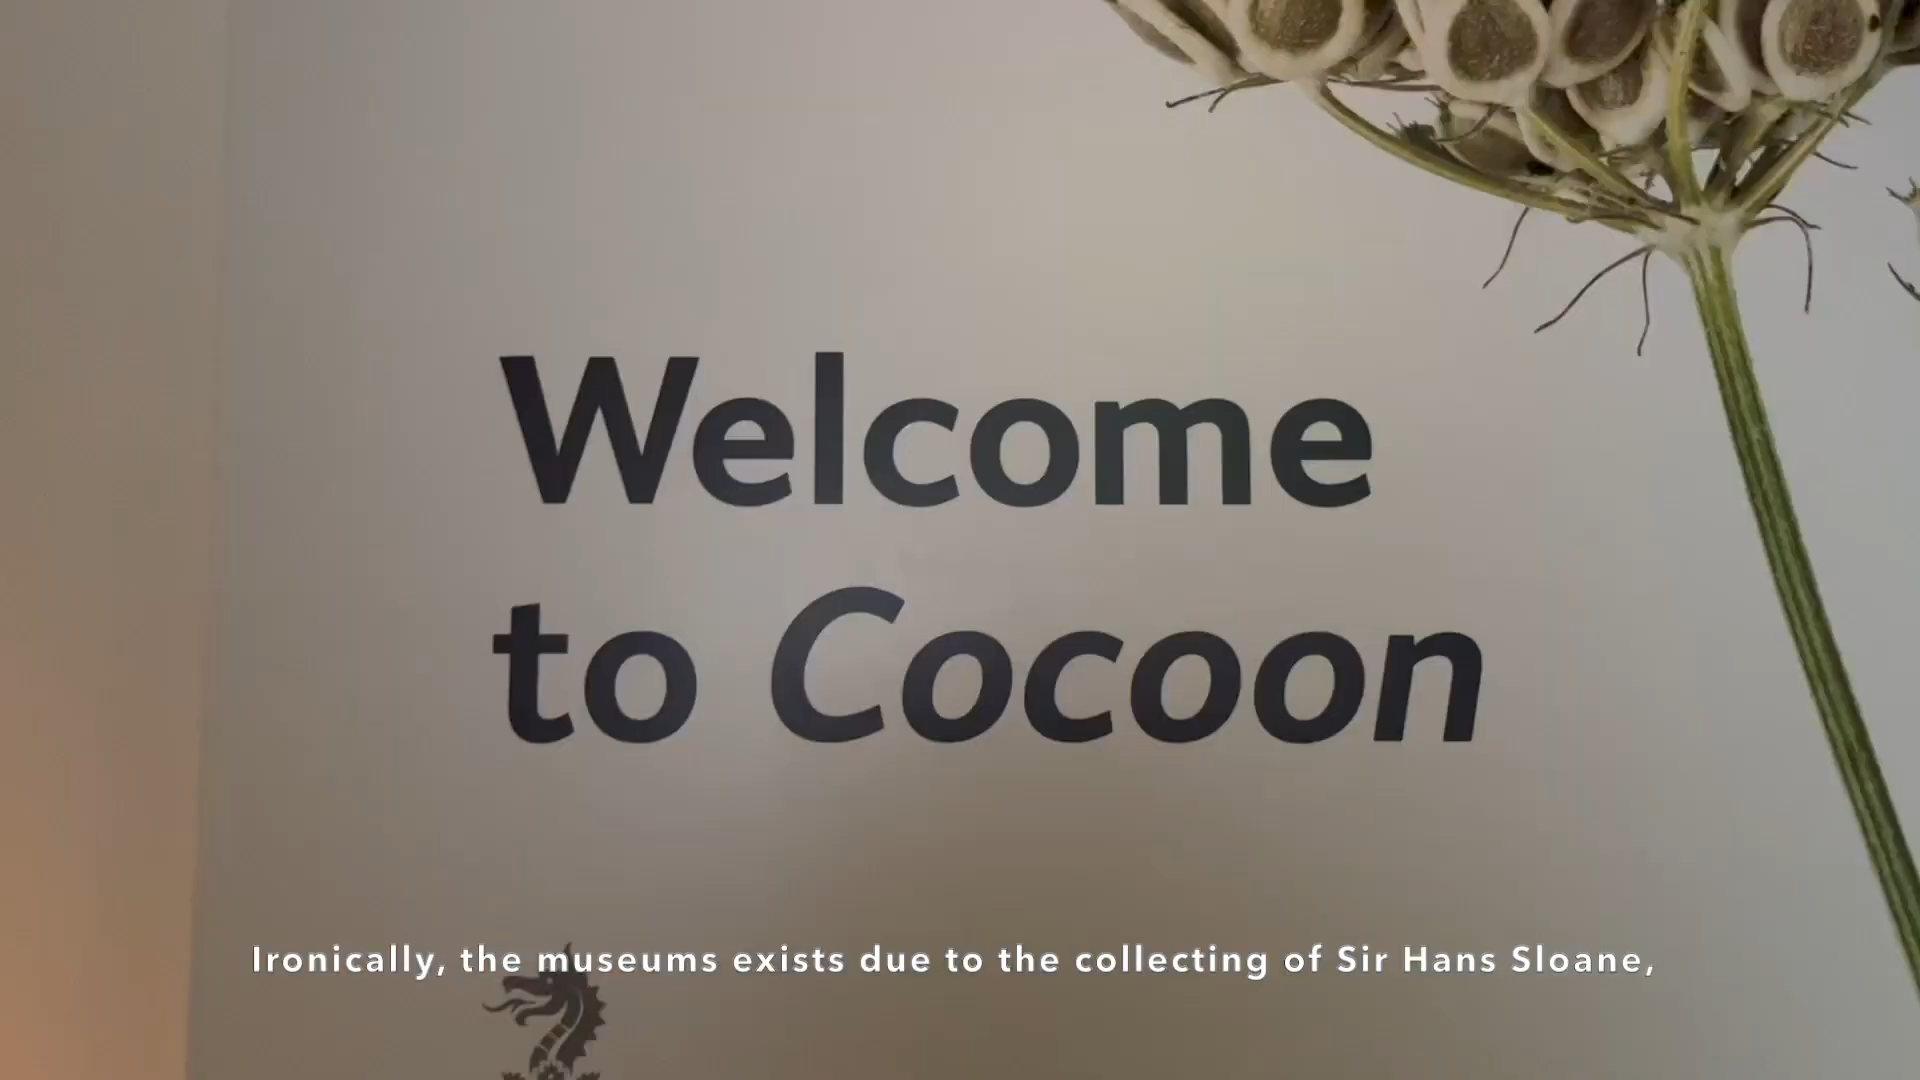 Welcome
to Cocoon
Ironically, the museums exists due to the collecting of Sir Hans Sloane,